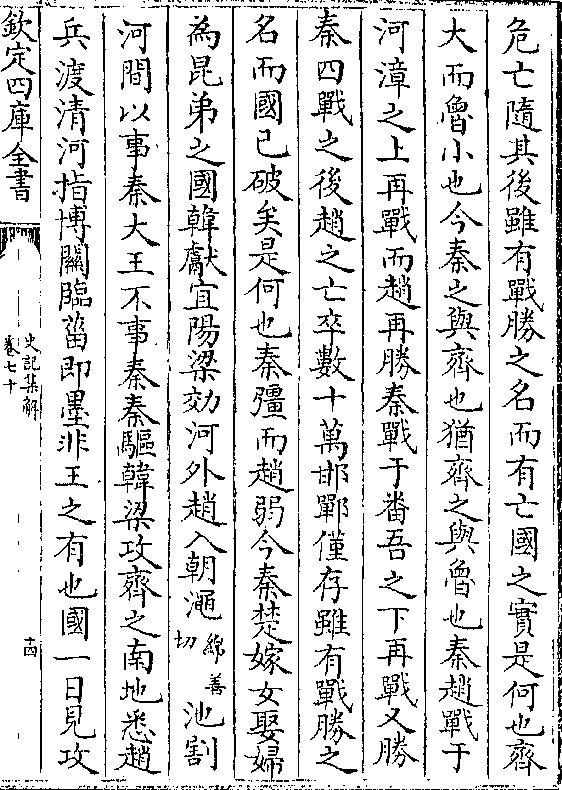 危亡隨其後雖有戰勝之名而有亡國之實是何也齊
大而魯小也今秦之與齊也猶齊之與魯也秦趙戰于
河漳之上再戰而趙再勝秦戰于番吾之下再戰又勝
秦四戰之後趙之亡卒數十萬邯鄲僅存雖有戰勝之
名而國已破矣是何也秦彊而趙弱今秦楚嫁女娶婦
為昆弟之國韓獻宜陽梁効河外趙入朝澠綿善切池割
河間以事秦大王不事秦秦驅韓梁攻齊之南地悉趙
兵渡清河指博關臨菑即墨非王之有也國一日見攻
欽定四庫全書
史記集解
卷七十
十四